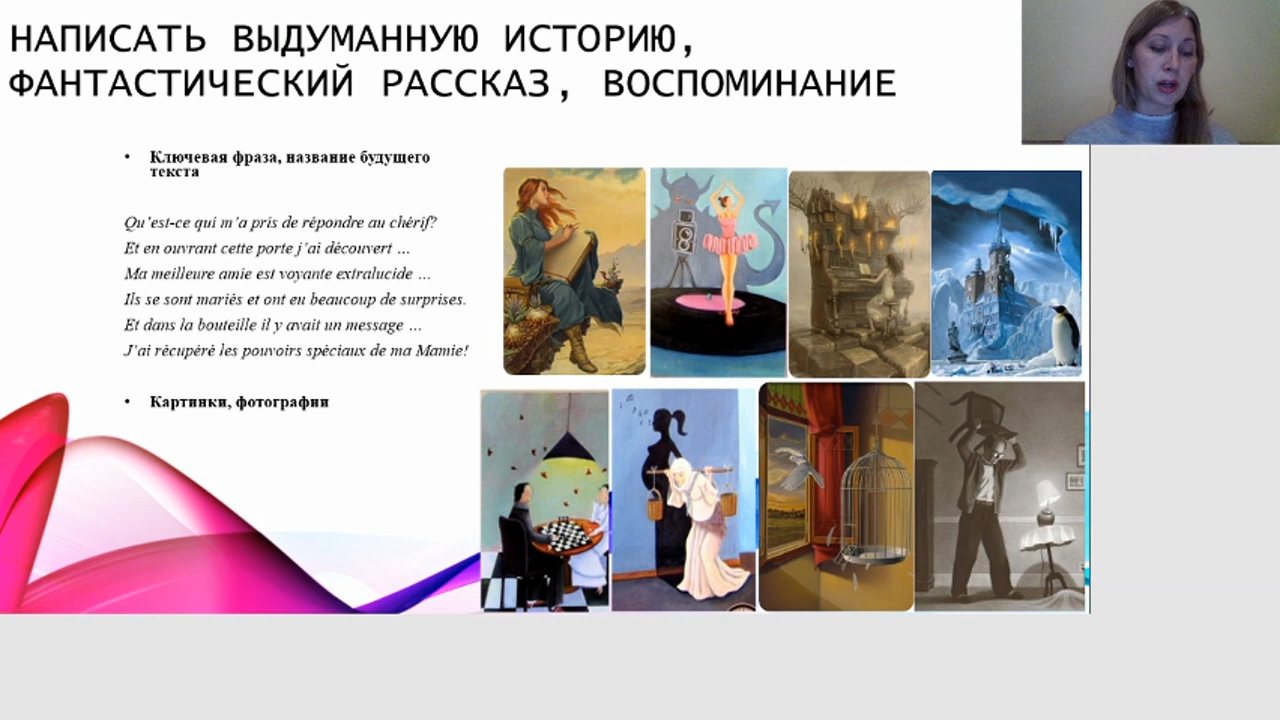 НАПИСАТЬ ВЫДУМАННУЮ ИСТОРИЮ,
ФАНТАСТИЧЕСКИЙ РАССКАЗ, ВОСПОМИНАНИЕ
• Ключевая фраза, название будущего
текста
Qu’est-ce qui m’a pris de répondre au chérif?
Et en ouvrant cette porte j’ai découvert …
Ma meilleure amie est voyante extralucide …
Ils se sont mariés et ont eu beaucoup de surprises.
Et dans la bouteille il y avait un message …
J’ai récupéré les pouvoirs spéciaux de ma Mamie!
• Картинки, фотографии